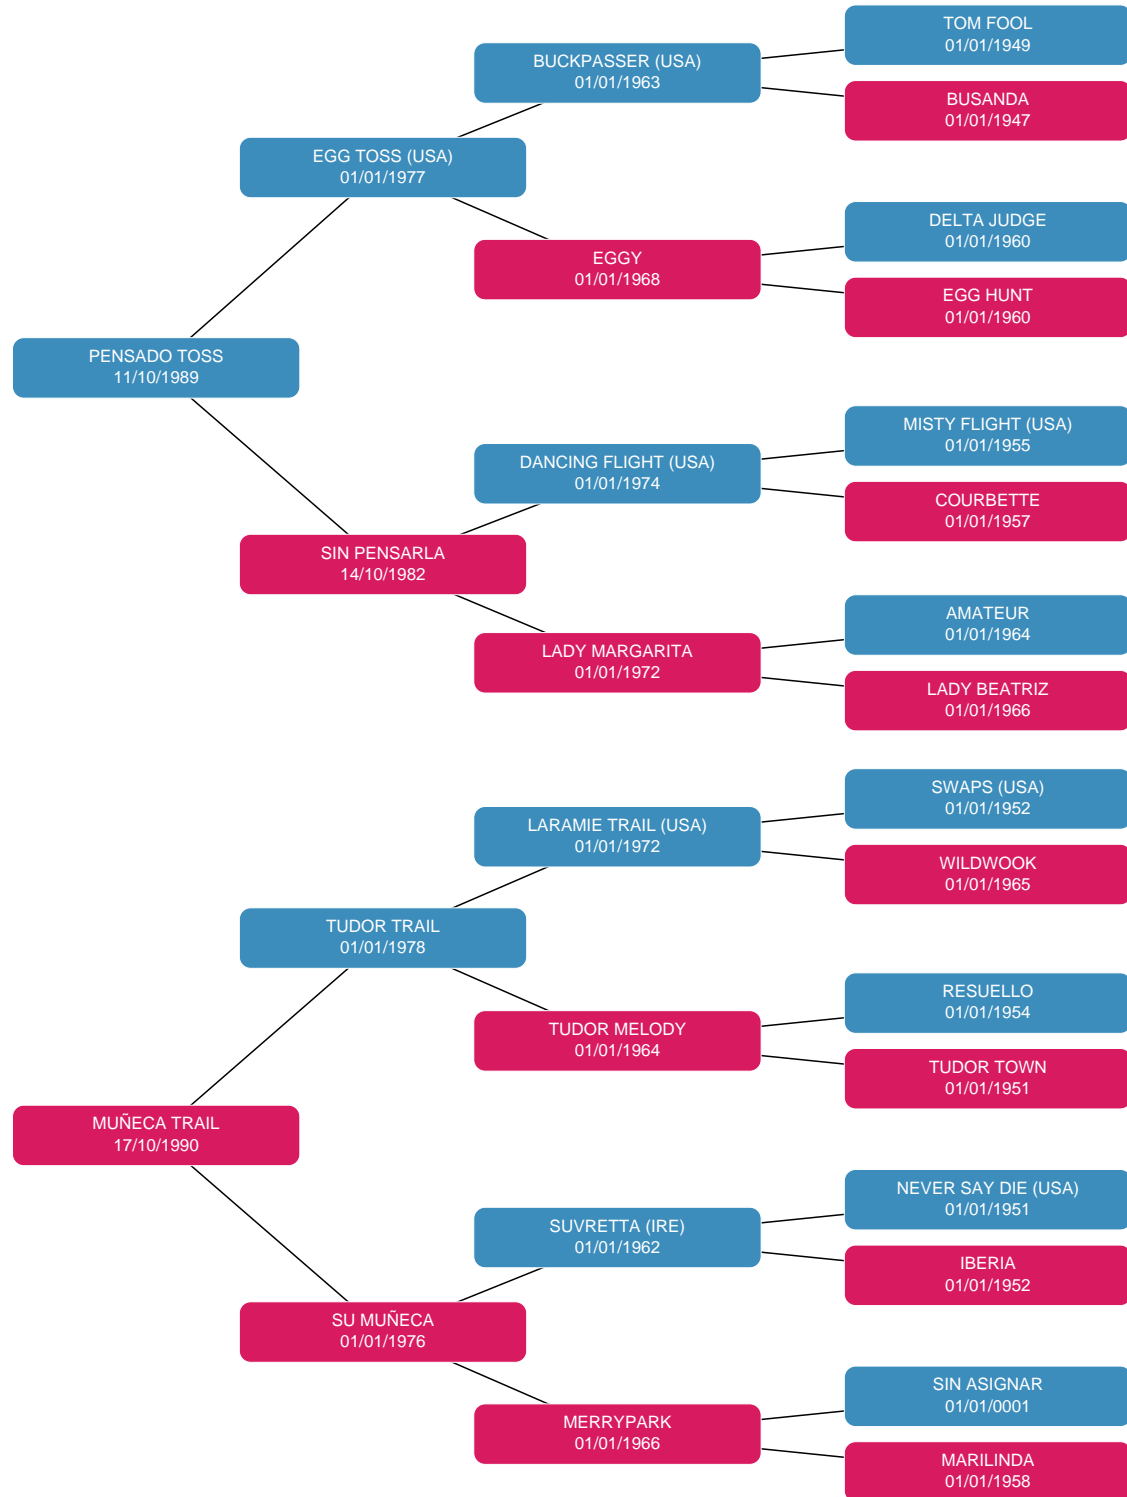 TOM FOOL
01/01/1949
BUCKPASSER (USA)
01/01/1963
BUSANDA
01/01/1947
EGG TOSS (USA)
01/01/1977
DELTA JUDGE
01/01/1960
EGGY
01/01/1968
EGG HUNT
01/01/1960
PENSADO TOSS
11/10/1989
MISTY FLIGHT (USA)
01/01/1955
DANCING FLIGHT (USA)
01/01/1974
COURBETTE
01/01/1957
SIN PENSARLA
14/10/1982
AMATEUR
01/01/1964
LADY MARGARITA
01/01/1972
LADY BEATRIZ
01/01/1966
SWAPS (USA)
01/01/1952
LARAMIE TRAIL (USA)
01/01/1972
WILDWOOK
01/01/1965
TUDOR TRAIL
01/01/1978
RESUELLO
01/01/1954
TUDOR MELODY
01/01/1964
TUDOR TOWN
01/01/1951
MUÑECA TRAIL
17/10/1990
NEVER SAY DIE (USA)
01/01/1951
SUVRETTA (IRE)
01/01/1962
IBERIA
01/01/1952
SU MUÑECA
01/01/1976
SIN ASIGNAR
01/01/0001
MERRYPARK
01/01/1966
MARILINDA
01/01/1958